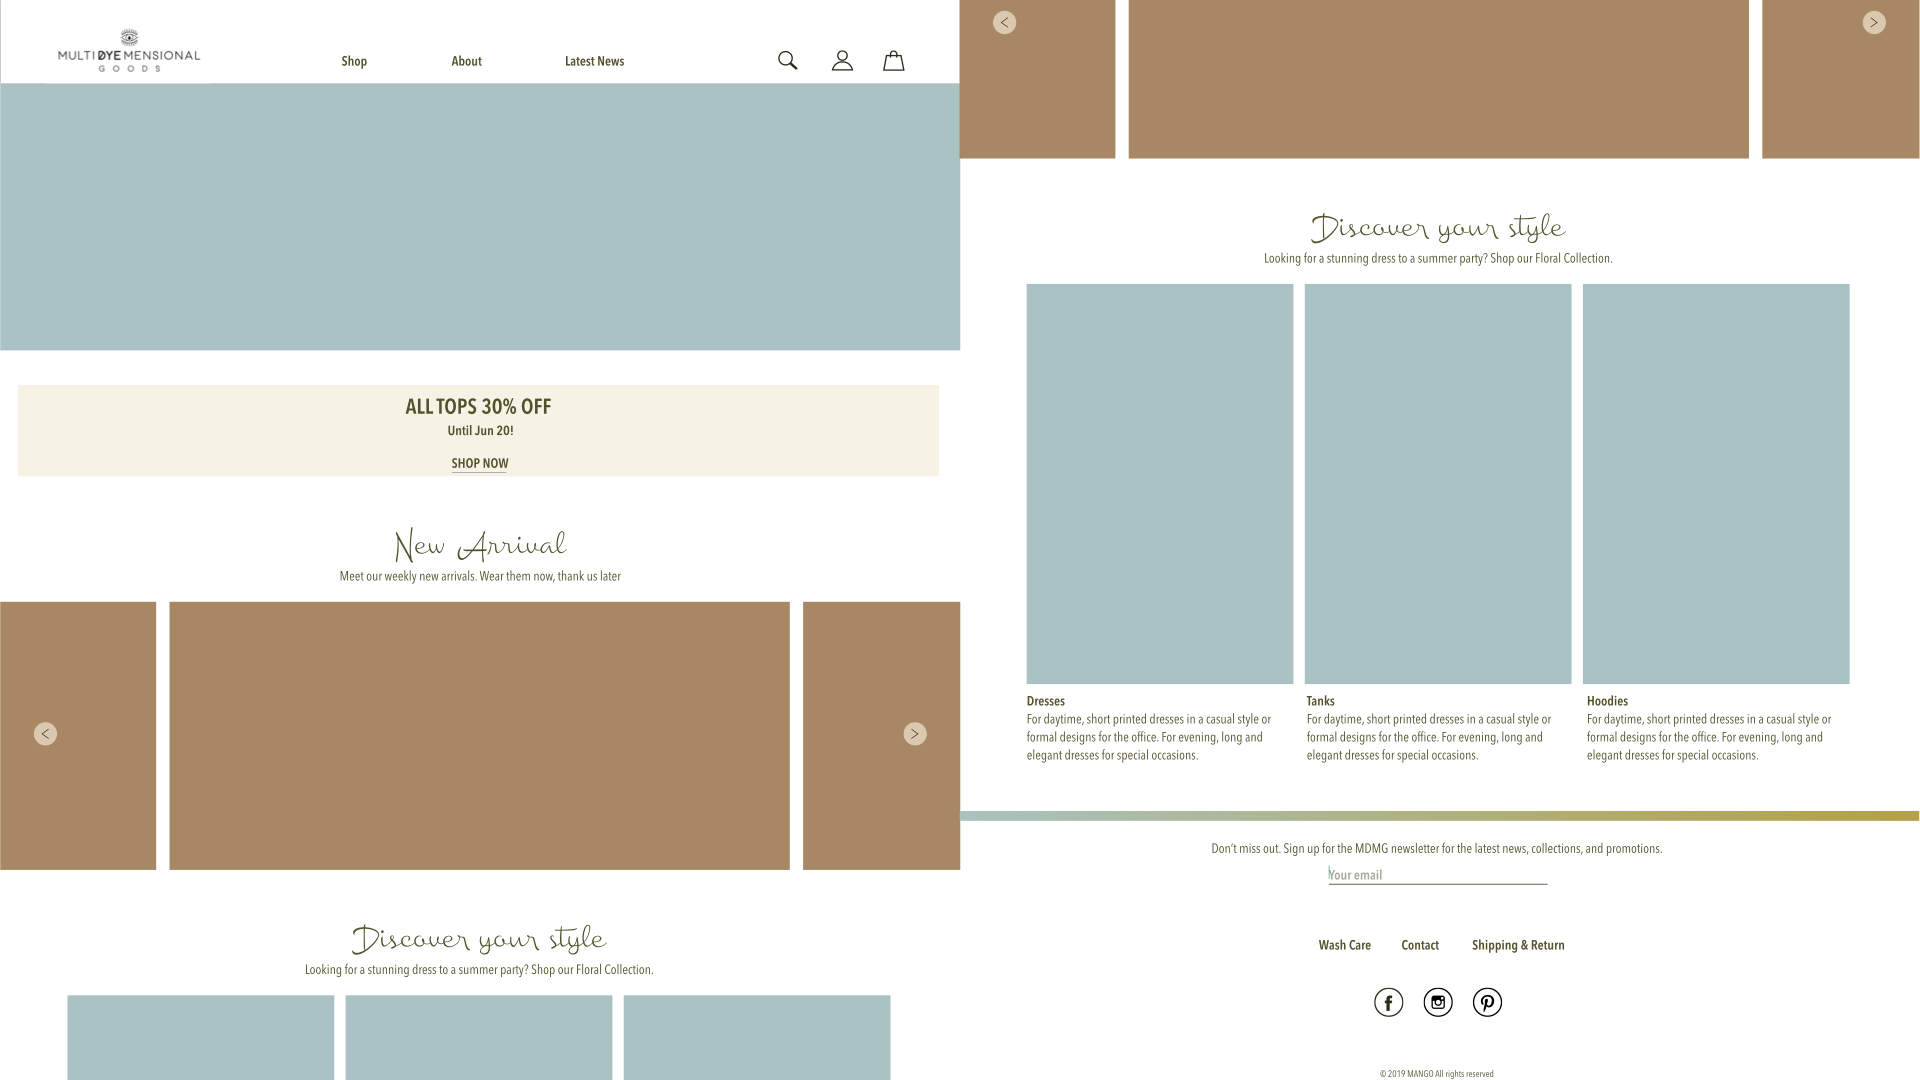 MULTIDYEMENSIONAL
GOODS
Shop
About
Latest News
ALL TOPS 30% OFF
Until Jun 20!
SHOP NOW
New Arrival
Meet our weekly new arrivals. Wear them now, thank us later
<
>
Discover your style
Looking for a stunning dress to a summer party? Shop our Floral Collection.
<
>
Discover your style
Looking for a stunning dress to a summer party? Shop our Floral Collection.
Dresses
For daytime, short printed dresses in a casual style or
formal designs for the office. For evening, long and
elegant dresses for special occasions.
Tanks
For daytime, short printed dresses in a casual style or
formal designs for the office. For evening, long and
elegant dresses for special occasions.
Hoodies
For daytime, short printed dresses in a casual style or
formal designs for the office. For evening, long and
elegant dresses for special occasions.
Don't miss out. Sign up for the MDMG newsletter for the latest news, collections, and promotions.
Your email
Wash Care
Contact
Shipping & Return
© 2019 MANGO All rights reserved